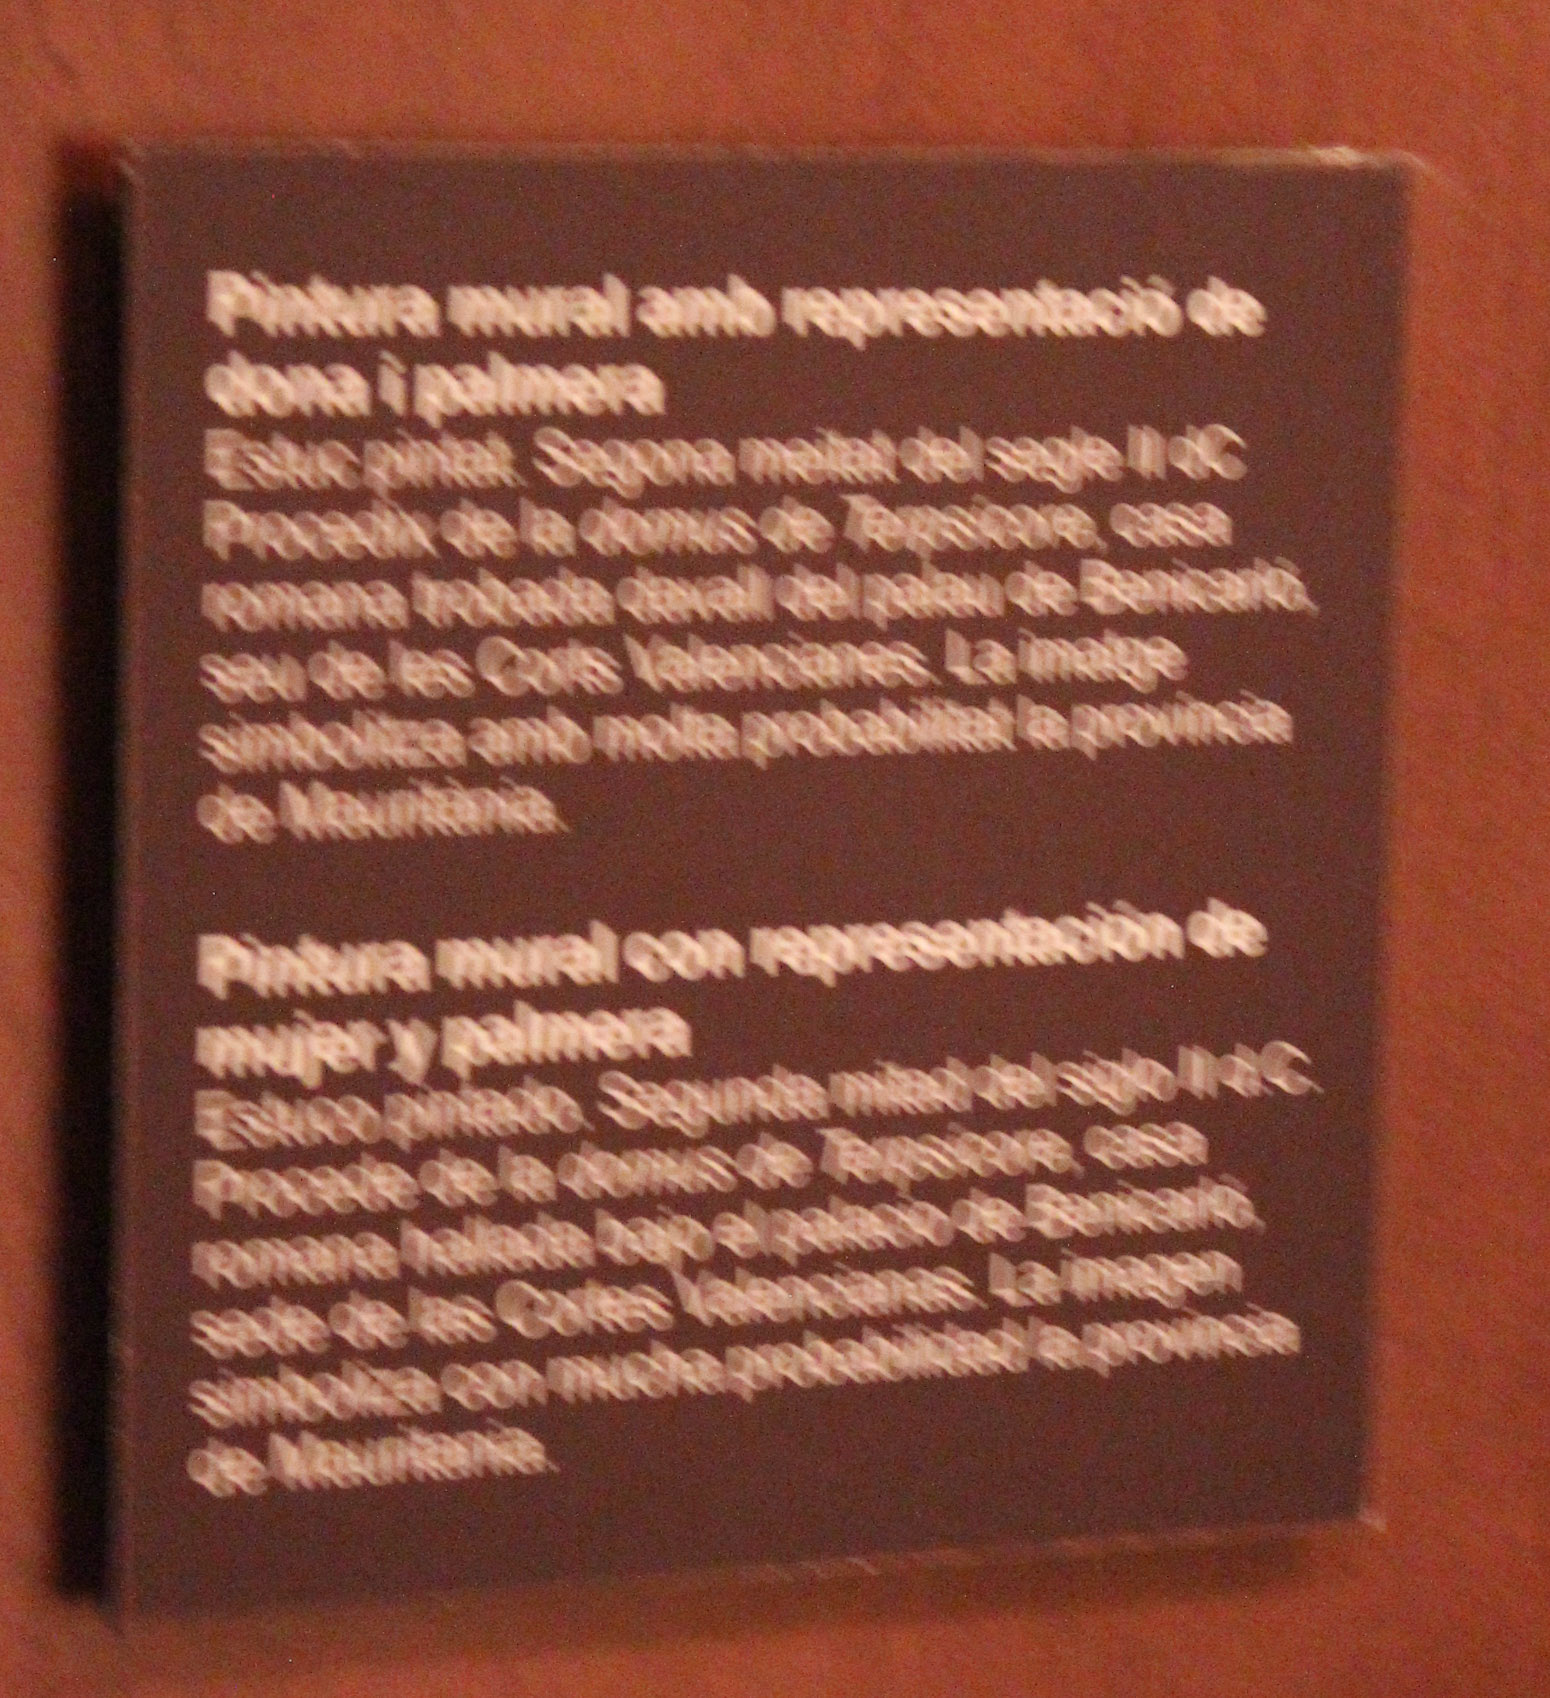 Pintura mural amb representació de
dona i palmera
Estuc pintat. Segona meitat del segle II dC
Procedix de la domus de Terpsícore, casa
romana trobada davall del palau de Benicarló,
seu de les Corts Valencianes. La imatge
simbolitza amb molta probabilitat la província
de Mauritània.
Pintura mural con representación de
mujer y palmera
Estuco pintado. Segunda mitad del siglo II d.C.
Procede de la domus de Terpsícore, casa
romana hallada bajo el palacio de Benicarló,
sede de les Cortes Valencianas. La imagen
simboliza con mucha probabilidad la provincia
de Mauritania.